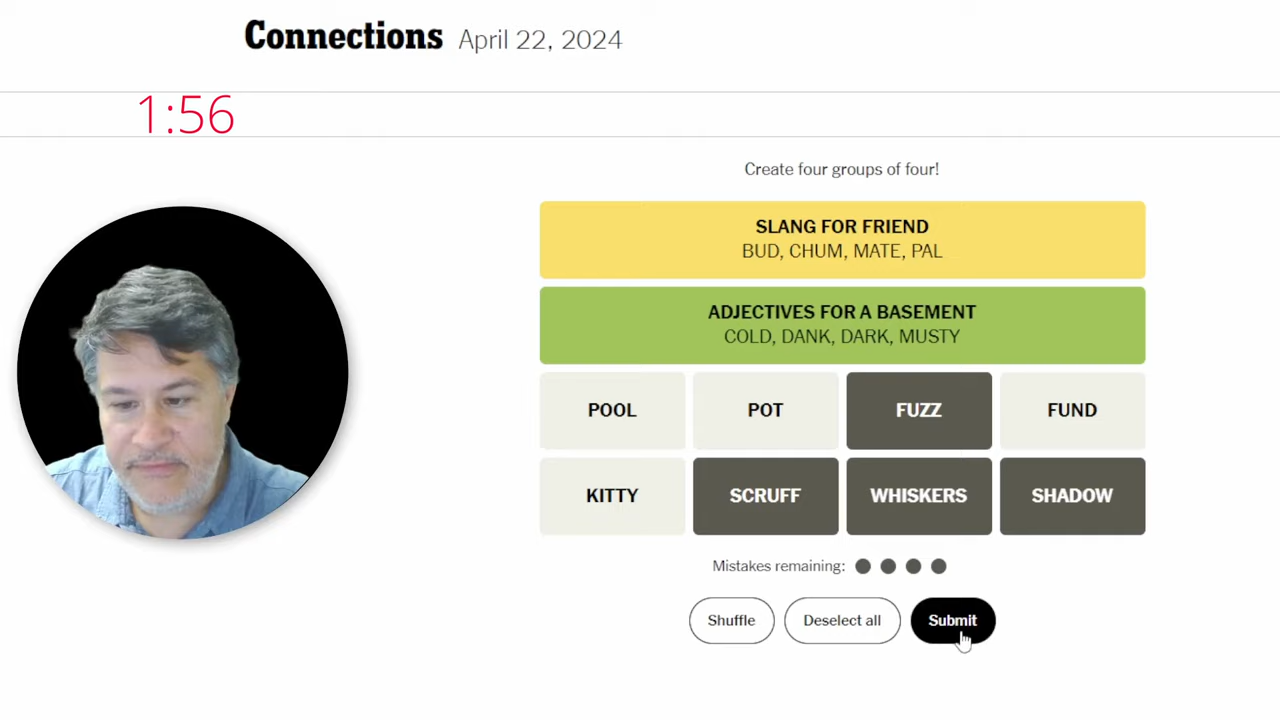 Connections April 22, 2024
1:56
Create four groups of four!
SLANG FOR FRIEND
BUD, CHUM, MATE, PAL
ADJECTIVES FOR A BASEMENT
COLD, DANK, DARK, MUSTY
POOL POT FUZZ FUND
KITTY SCRUFF WHISKERS SHADOW
Mistakes remaining:
Shuffle Deselect all Submit